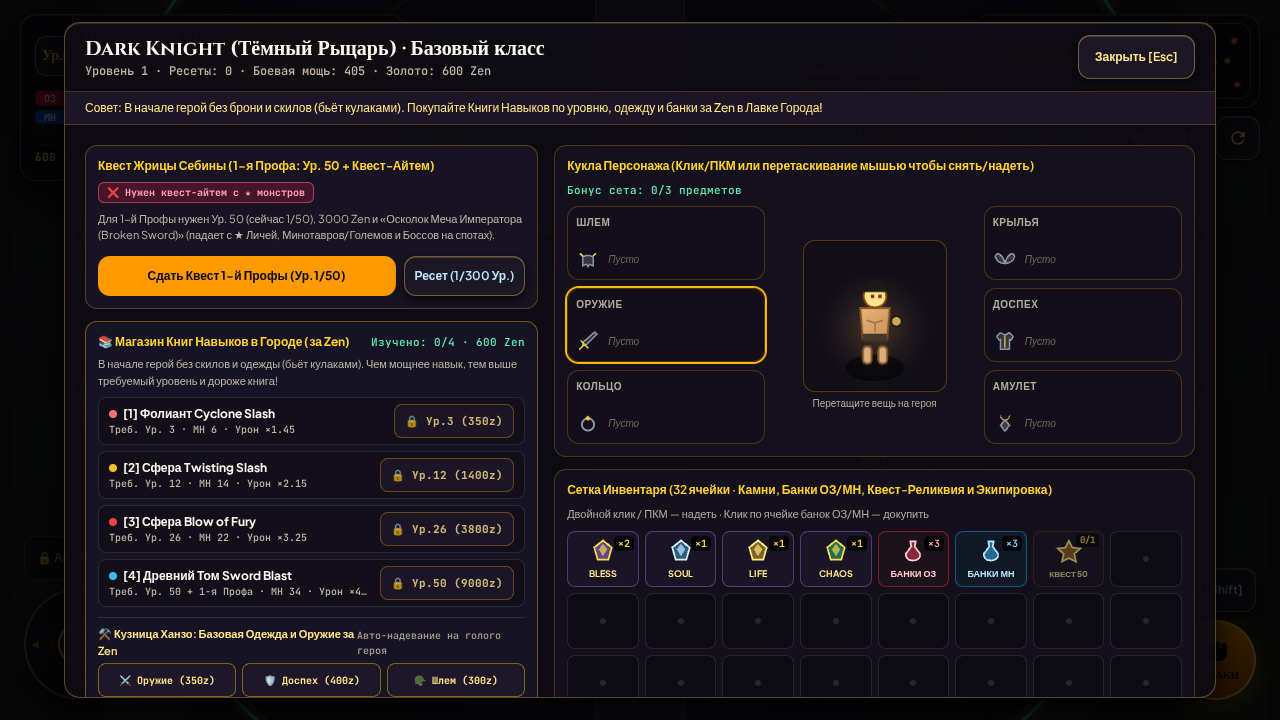 Dark Knight (Тёмный Рыцарь) · Базовый класс
Уровень 1 · Ресеты: 0 · Боевая мощь: 405 · Золото: 600 Zen
Закрыть [Esc]
Совет: В начале герой без брони и скилов (бьёт кулаками). Покупайте Книги Навыков по уровню, одежду и банки за Zen в Лавке Города!
Ур.
ОЗ
МН
600
Квест Жрицы Себины (1-я Профа: Ур. 50 + Квест-Айтем)
❌ Нужен квест-айтем с ★ монстров
Для 1-й Профы нужен Ур. 50 (сейчас 1/50), 3000 Zen и «Осколок Меча Императора
(Broken Sword)» (падает с ★ Личей, Минотавров/Големов и Боссов на спотах).
Сдать Квест 1-й Профы (Ур.1/50)
Ресет (1/300 Ур.)
📚 Магазин Книг Навыков в Городе (за Zen)
Изучено: 0/4 · 600 Zen
В начале герой без скилов и одежды (бьёт кулаками). Чем мощнее навык, тем выше
требуемый уровень и дороже книга!
[1] Фолиант Cyclone Slash
Треб. Ур. 3 · МН 6 · Урон ×1.45
🔒 Ур.3 (350z)
[2] Сфера Twisting Slash
Треб. Ур. 12 · МН 14 · Урон ×2.15
🔒 Ур.12 (1400z)
[3] Сфера Blow of Fury
Треб. Ур. 26 · МН 22 · Урон ×3.25
🔒 Ур.26 (3800z)
[4] Древний Том Sword Blast
Треб. Ур. 50 + 1-я Профа · МН 34 · Урон ×4…
🔒 Ур.50 (9000z)
⚒️ Кузница Ханзо: Базовая Одежда и Оружие за
Zen
Авто-надевание на голого
героя
⚔️ Оружие (350z)
🛡️ Доспех (400z)
🪖 Шлем (300z)
Кукла Персонажа (Клик/ПКМ или перетаскивание мышью чтобы снять/надеть)
Бонус сета: 0/3 предметов
ШЛЕМ
Пусто
ОРУЖИЕ
Пусто
КОЛЬЦО
Пусто
Перетащите вещь на героя
КРЫЛЬЯ
Пусто
ДОСПЕХ
Пусто
АМУЛЕТ
Пусто
Сетка Инвентаря (32 ячейки · Камни, Банки ОЗ/МН, Квест-Реликвия и Экипировка)
Двойной клик / ПКМ — надеть · Клик по ячейке банок ОЗ/МН — докупить
×2
BLESS
×1
SOUL
×1
LIFE
×1
CHAOS
×3
БАНКИ ОЗ
×3
БАНКИ МН
0/1
КВЕСТ 50